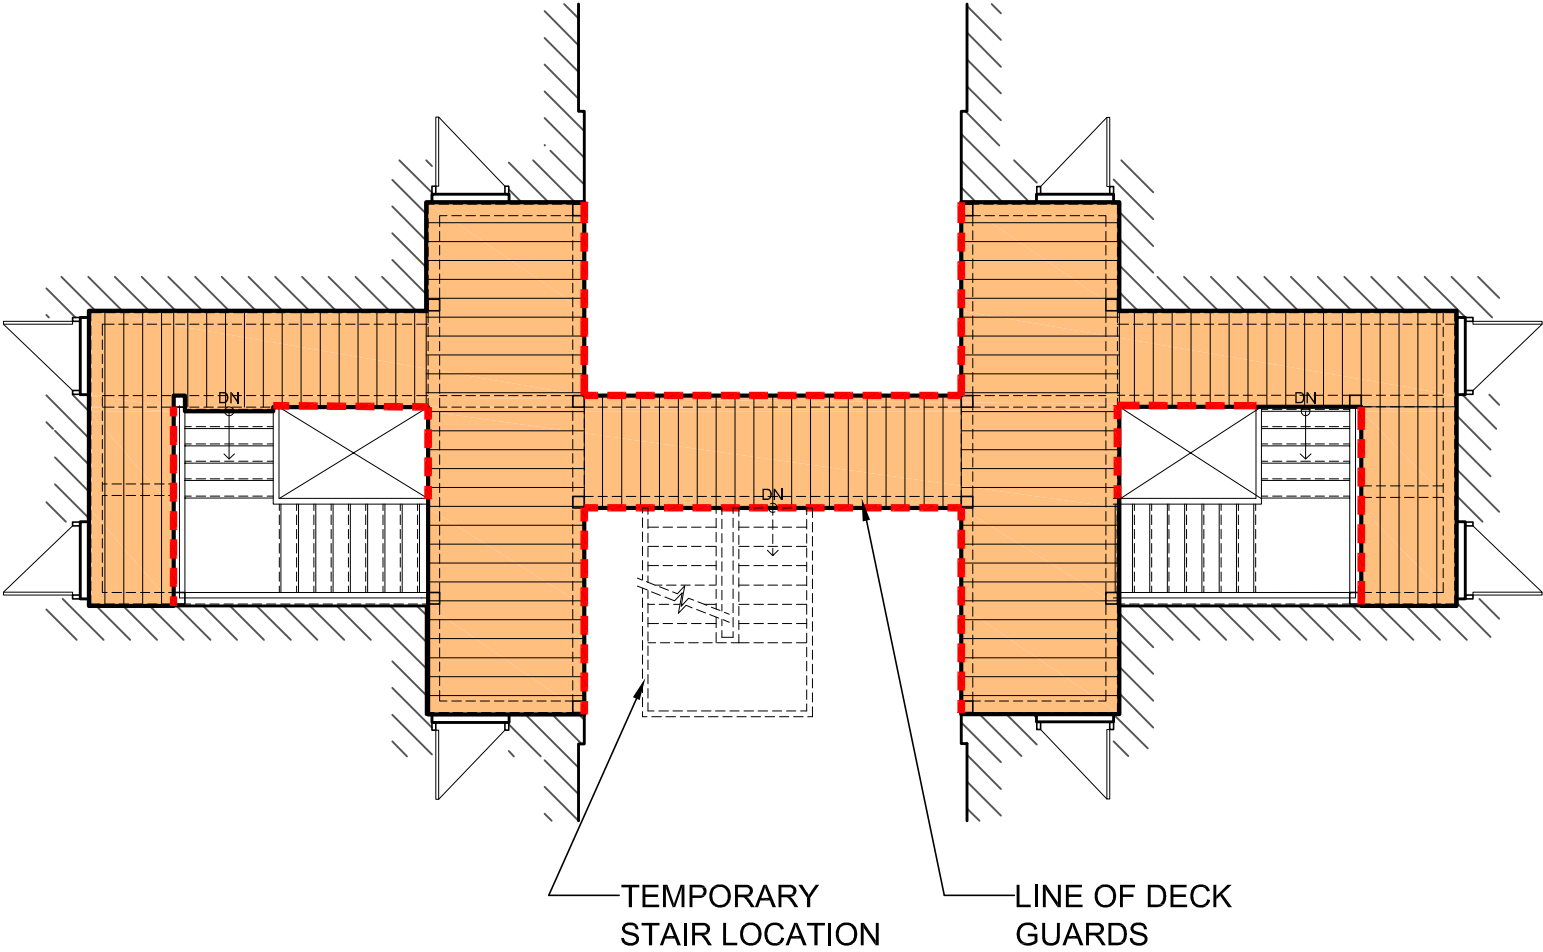 DN
DN
DN
TEMPORARY
STAIR LOCATION
LINE OF DECK
GUARDS